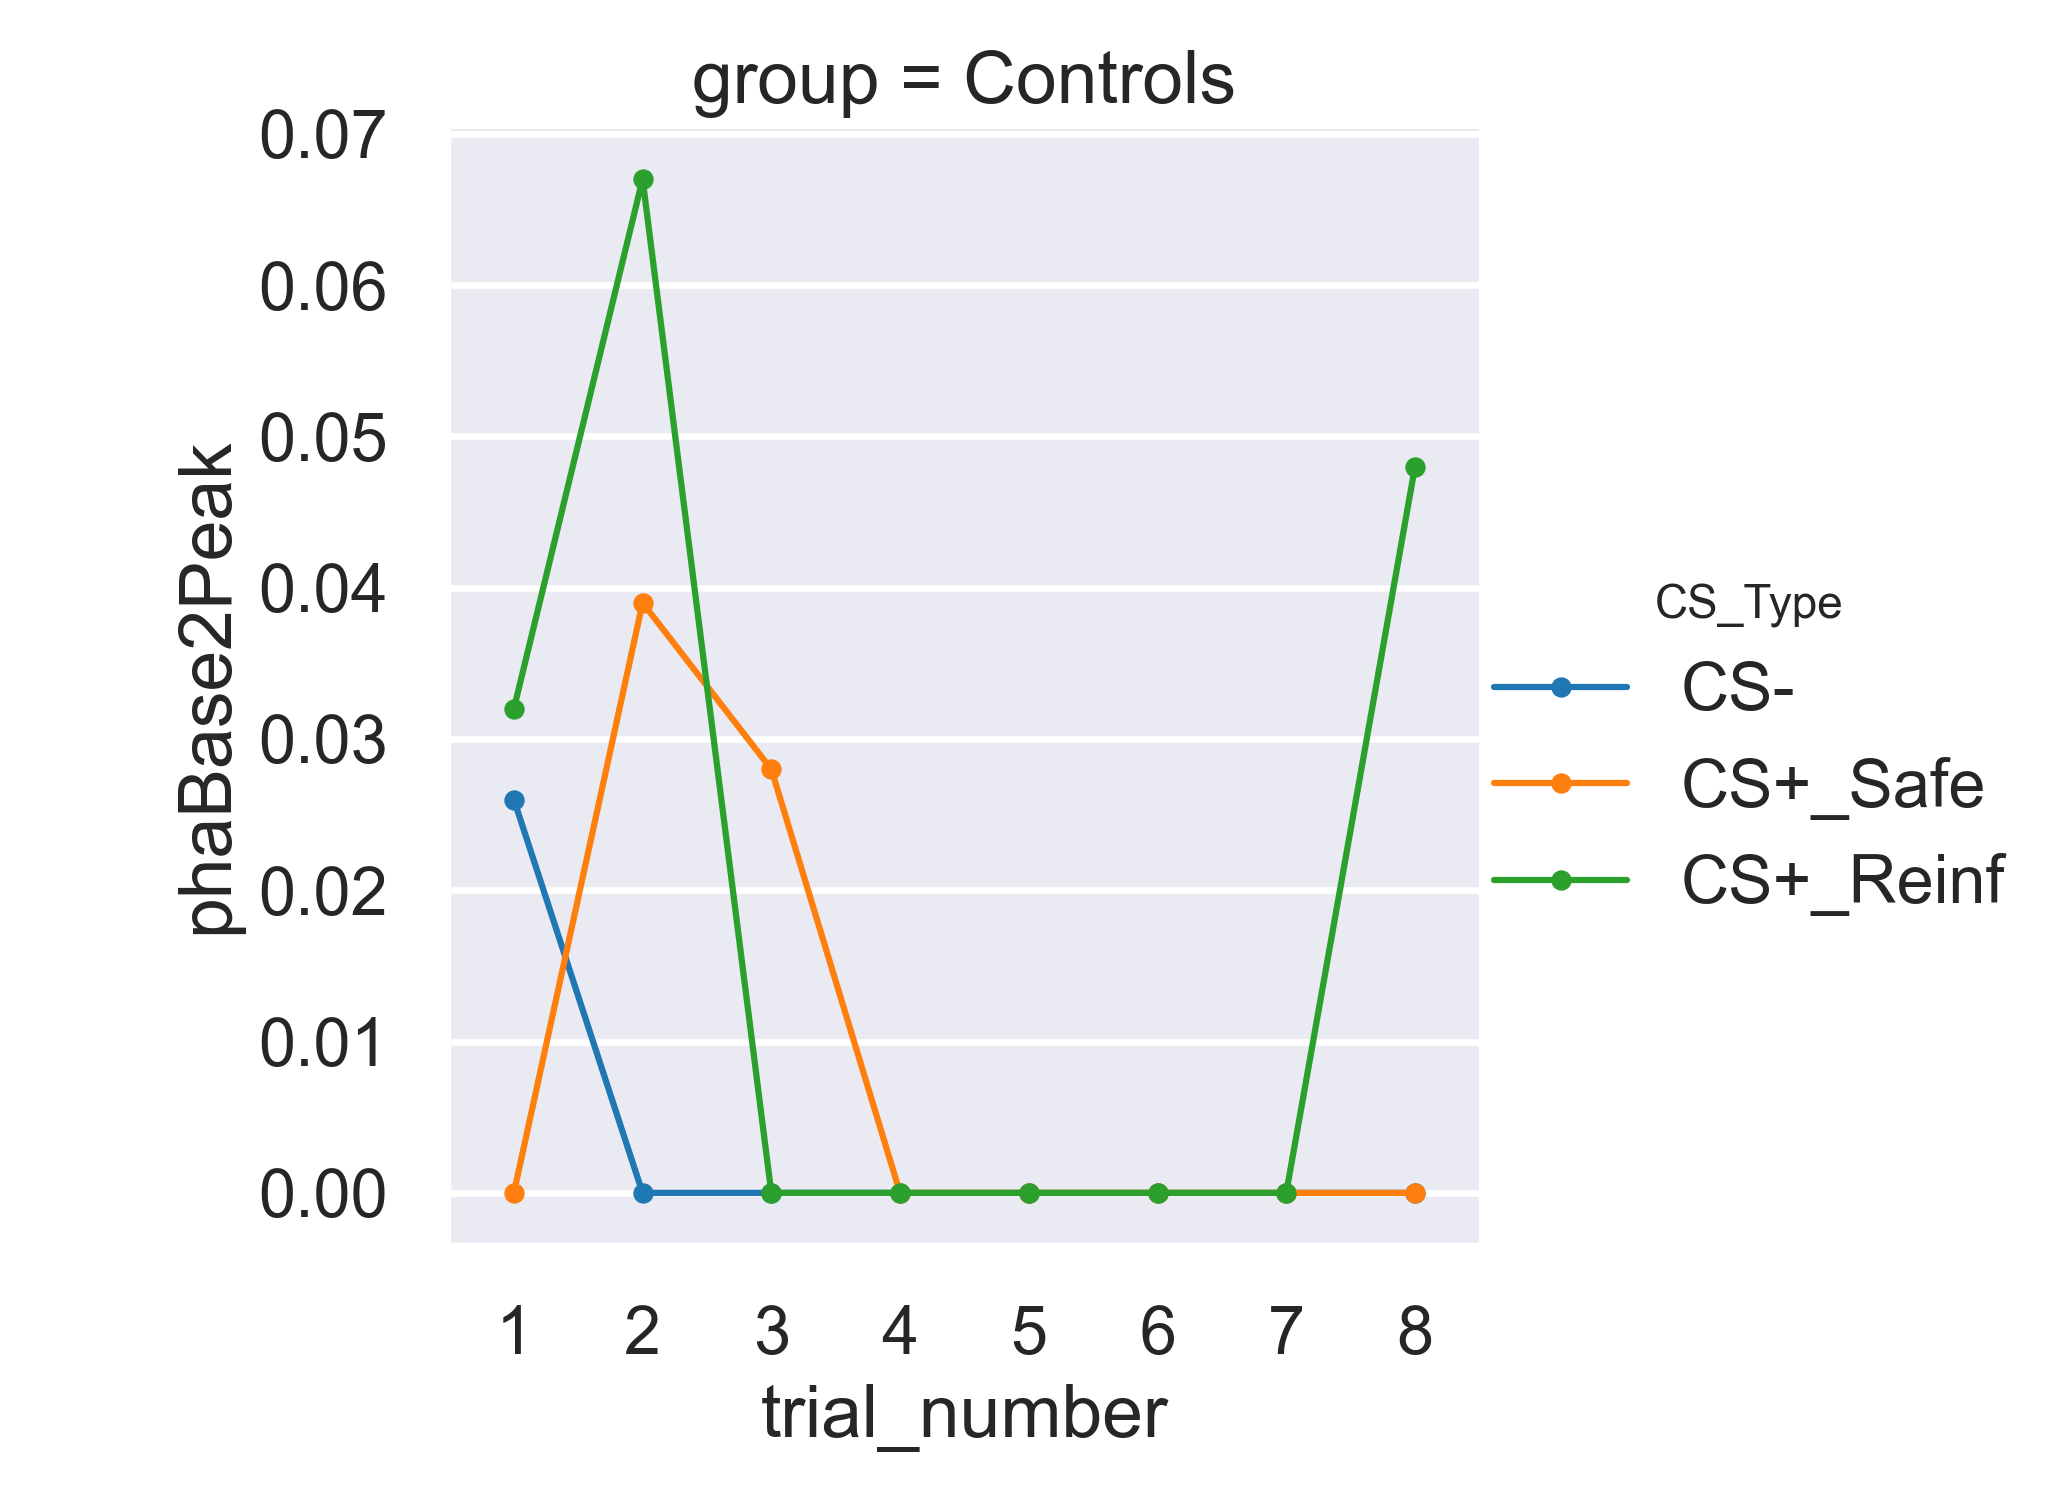 group = Controls
0.07
0.06
0.05
0.04
0.03
0.02
0.01
0.00
phaBase2Peak
1 2 3 4 5 6 7 8
trial_number
CS_Type
CS-
CS+_Safe
CS+_Reinf